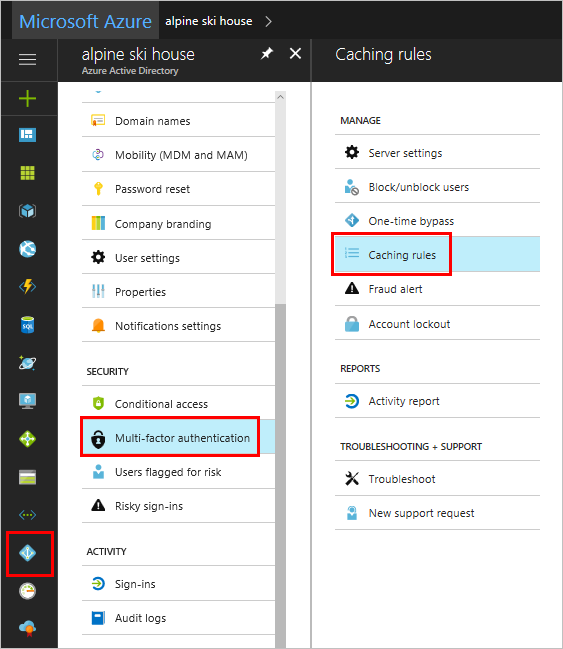 Microsoft Azure alpine ski house
alpine ski house
Azure Active Directory
Domain names
Mobility (MDM and MAM)
Password reset
Company branding
User settings
Properties
Notifications settings
SECURITY
Conditional access
Multi-factor authentication
Users flagged for risk
Risky sign-ins
ACTIVITY
Sign-ins
Audit logs
Caching rules
MANAGE
Server settings
Block/unblock users
One-time bypass
Caching rules
Fraud alert
Account lockout
REPORTS
Activity report
TROUBLESHOOTING + SUPPORT
Troubleshoot
New support request
SQL